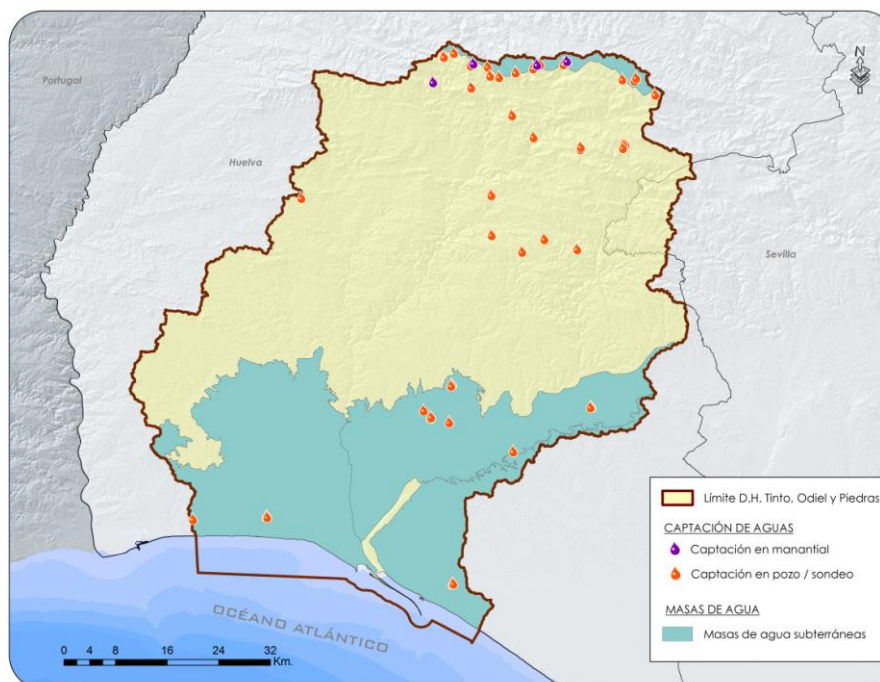 Portugal
N
Huelva
Sevilla
Límite D.H. Tinto, Odiel y Piedras
CAPTACIÓN DE AGUAS
Captación en manantial
Captación en pozo / sondeo
MASAS DE AGUA
Masas de agua subterráneas
OCÉANO ATLÁNTICO
0 4 8 16 24 32
Km.